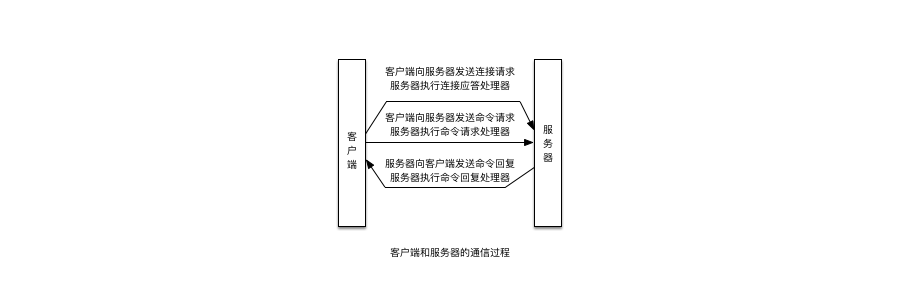 客户端向服务器发送连接请求
服务器执行连接应答处理器
客户端向服务器发送命令请求
服务器执行命令请求处理器
客户端
服务器
服务器向客户端发送命令回复
服务器执行命令回复处理器
客户端和服务器的通信过程